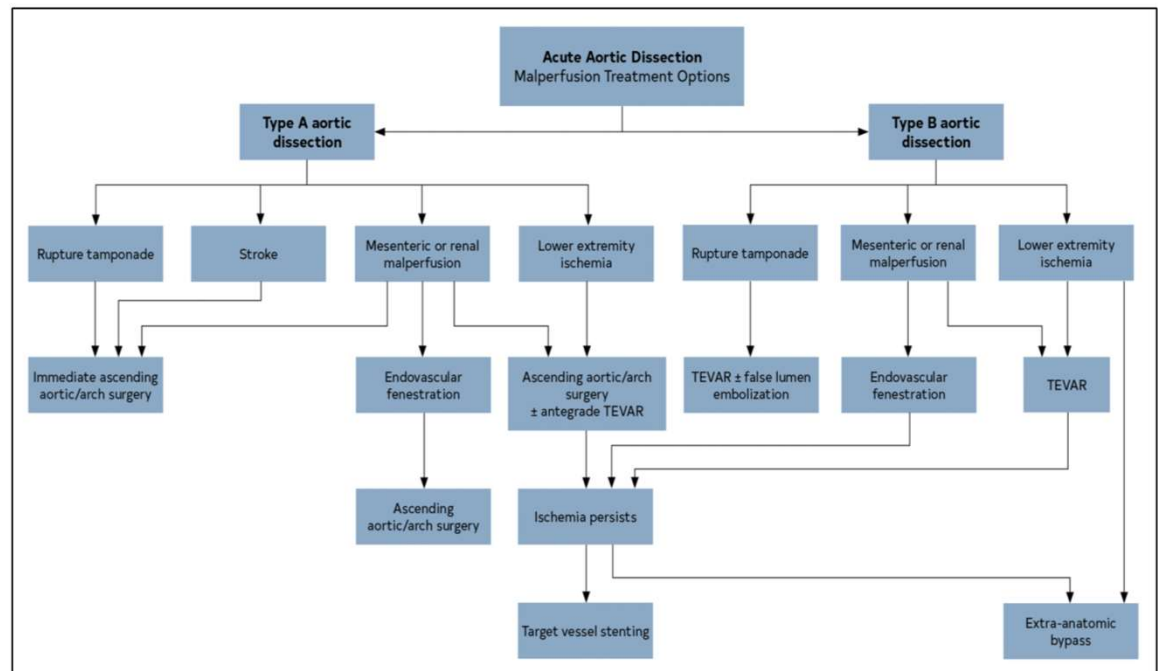 Acute Aortic Dissection
Malperfusion Treatment Options
Type A aortic
dissection
Type B aortic
dissection
Rupture tamponade
Stroke
Mesenteric or renal
malperfusion
Lower extremity
ischemia
Rupture tamponade
Mesenteric or renal
malperfusion
Lower extremity
ischemia
Immediate ascending
aortic/arch surgery
Endovascular
fenestration
Ascending aortic/arch
surgery
± antegrade TEVAR
TEVAR ± false lumen
embolization
Endovascular
fenestration
TEVAR
Ascending
aortic/arch surgery
Ischemia persists
Target vessel stenting
Extra-anatomic
bypass